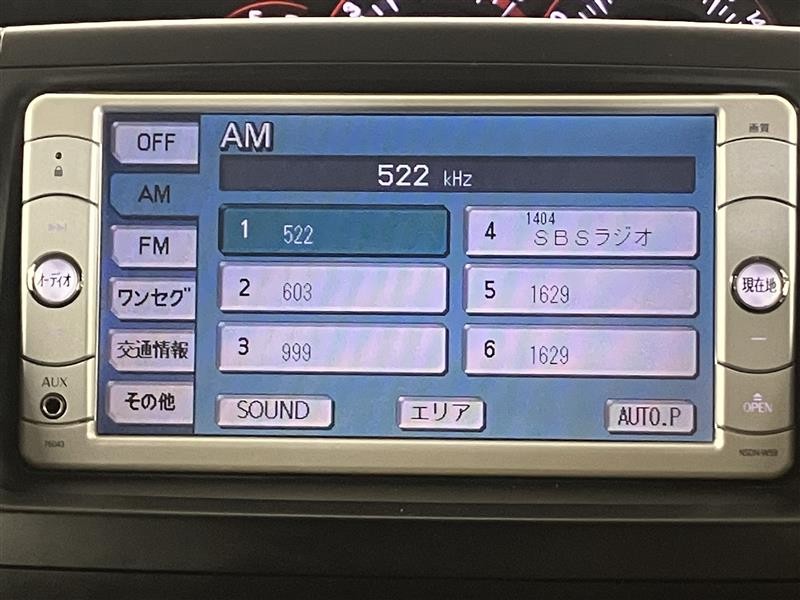 画質
OFF
AM
AM
522 kHz
1 522
4 1404 SBSラジオ
FM
2 603
5 1629
ワンセグ
オーディオ
現在地
3 999
6 1629
交通情報
AUX
その他
SOUND
エリア
AUTO.P
OPEN
76043
NSDN-W59